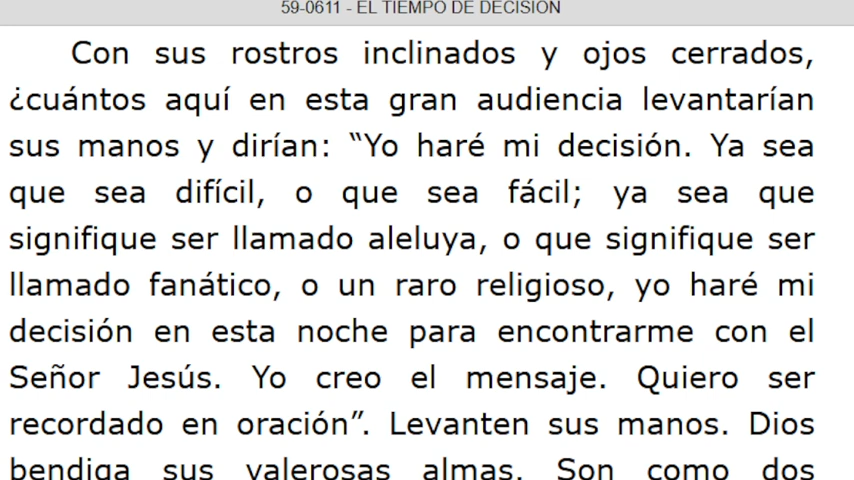 59-0611 - EL TIEMPO DE DECISIÓN
Con sus rostros inclinados y ojos cerrados,
¿cuántos aquí en esta gran audiencia levantarían
sus manos y dirían: “Yo haré mi decisión. Ya sea
que sea difícil, o que sea fácil; ya sea que
signifique ser llamado aleluya, o que signifique ser
llamado fanático, o un raro religioso, yo haré mi
decisión en esta noche para encontrarme con el
Señor Jesús. Yo creo el mensaje. Quiero ser
recordado en oración”. Levanten sus manos. Dios
bendiga sus valerosas almas. Son como dos